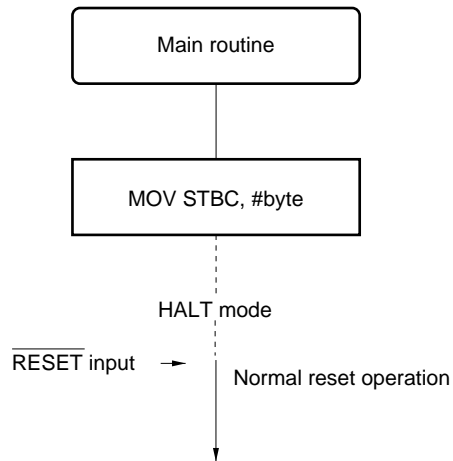 Main routine
MOV STBC, #byte
HALT mode
RESET input
Normal reset operation